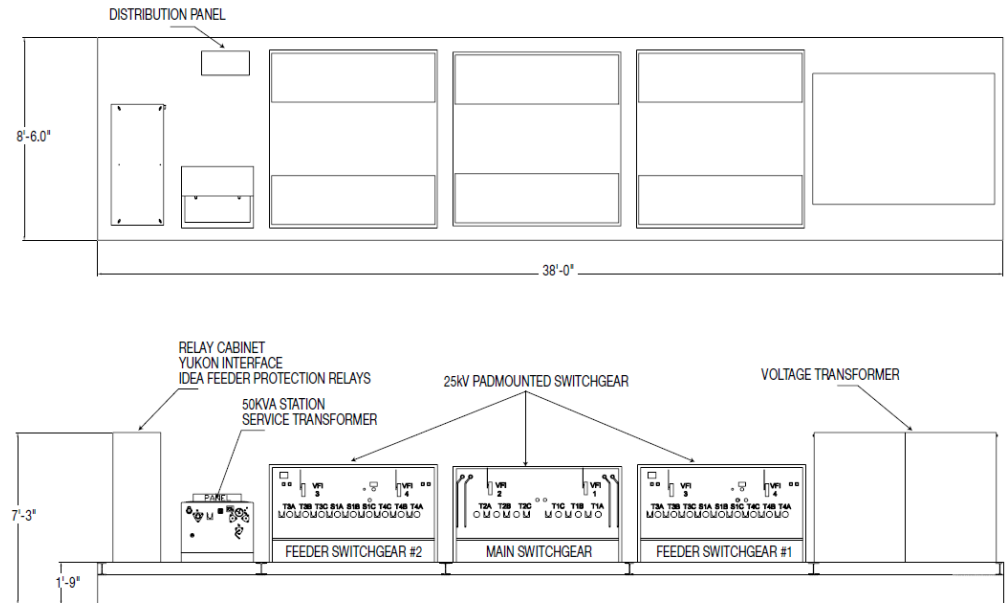 DISTRIBUTION PANEL
8'-6.0"
38'-0"
RELAY CABINET
YUKON INTERFACE
IDEA FEEDER PROTECTION RELAYS
50KVA STATION
SERVICE TRANSFORMER
25kV PADMOUNTED SWITCHGEAR
VOLTAGE TRANSFORMER
7'-3"
1'-9"
PANEL
VFI
3
VFI
4
T3A T3B T3C S1A S1B S1C T4C T4B T4A
FEEDER SWITCHGEAR #2
VFI
2
VFI
1
T2A T2B T2C T1C T1B T1A
MAIN SWITCHGEAR
VFI
3
VFI
4
T3A T3B T3C S1A S1B S1C T4C T4B T4A
FEEDER SWITCHGEAR #1